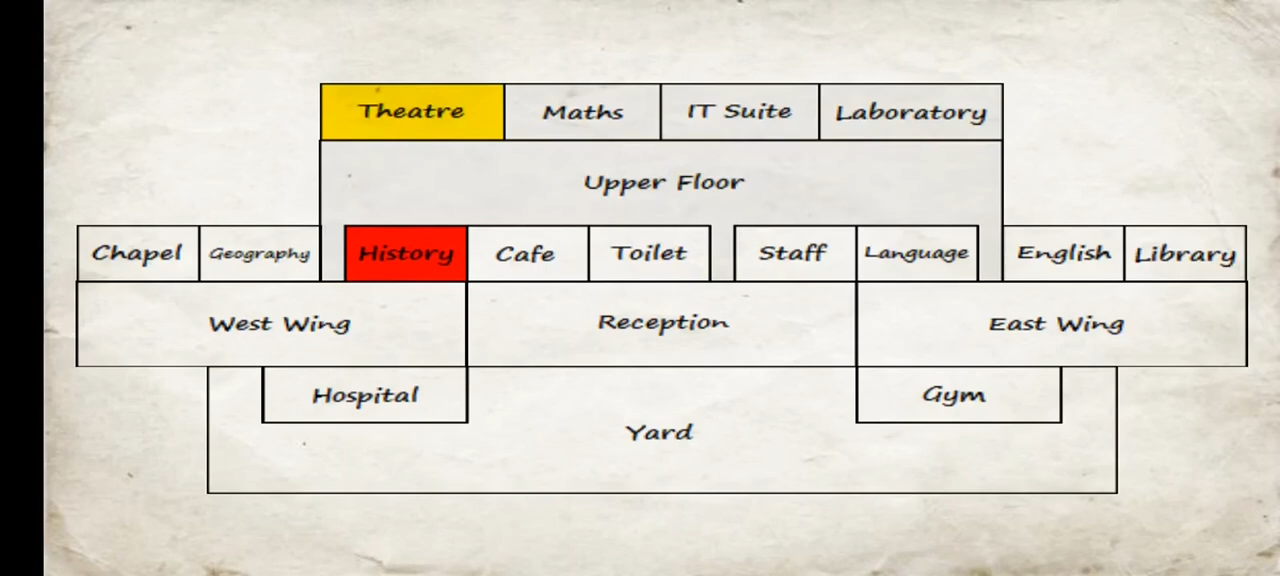 Theatre Maths IT Suite Laboratory
Upper Floor
Chapel Geography History Cafe Toilet Staff Language English Library
West Wing Reception East Wing
Hospital Gym
Yard